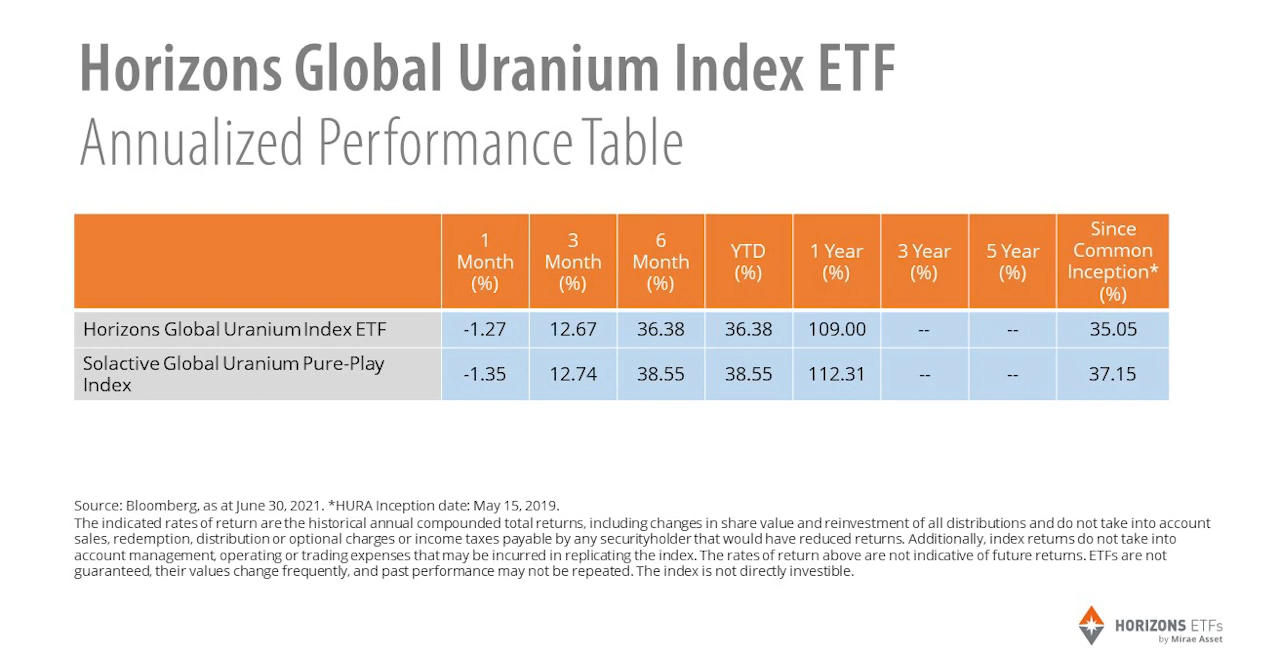 Horizons Global Uranium Index ETF
Annualized Performance Table
1 Month (%) 3 Month (%) 6 Month (%) YTD (%) 1 Year (%) 3 Year (%) 5 Year (%) Since Common Inception* (%)
Horizons Global Uranium Index ETF -1.27 12.67 36.38 36.38 109.00 -- -- 35.05
Solactive Global Uranium Pure-Play
Index -1.35 12.74 38.55 38.55 112.31 -- -- 37.15
Source: Bloomberg, as at June 30, 2021. *HURA Inception date: May 15, 2019.
The indicated rates of return are the historical annual compounded total returns, including changes in share value and reinvestment of all distributions and do not take into account
sales, redemption, distribution or optional charges or income taxes payable by any securityholder that would have reduced returns. Additionally, index returns do not take into
account management, operating or trading expenses that may be incurred in replicating the index. The rates of return above are not indicative of future returns. ETFs are not
guaranteed, their values change frequently, and past performance may not be repeated. The index is not directly investible.
HORIZONS ETFs
by Mirae Asset